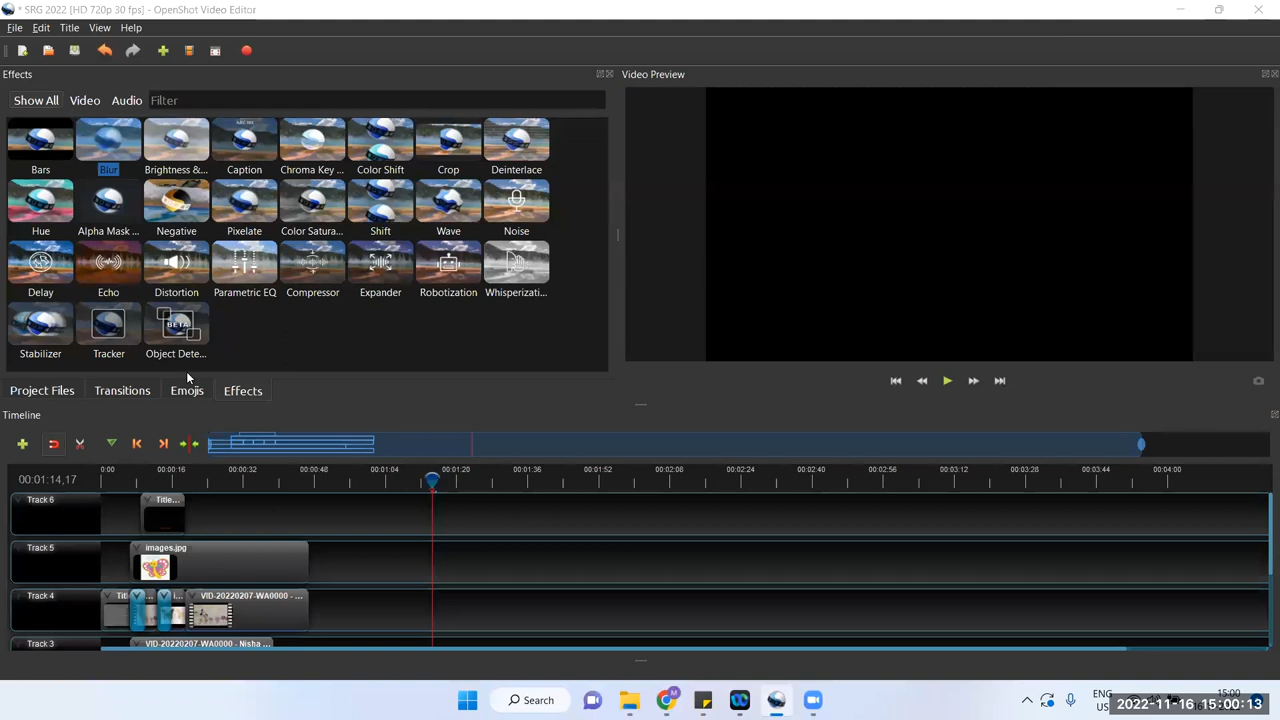 * SRG 2022 [HD 720p 30 fps] - OpenShot Video Editor
File Edit Title View Help
Effects
Video Preview
Show All Video Audio Filter
Bars Blur Brightness &... Caption Chroma Key ... Color Shift Crop Deinterlace
Hue Alpha Mask ... Negative Pixelate Color Satura... Shift Wave Noise
Delay Echo Distortion Parametric EQ Compressor Expander Robotization Whisperizati...
BETA
Stabilizer Tracker Object Dete...
Project Files Transitions Emojis Effects
Timeline
00:01:14,17
0:00 00:00:16 00:00:32 00:00:48 00:01:04 00:01:20 00:01:36 00:01:52 00:02:08 00:02:24 00:02:40 00:02:56 00:03:12 00:03:28 00:03:44 00:04:00
Track 6 Title...
Track 5 images.jpg
Track 4 Titl ... i... VID-20220207-WA0000 - ...
Track 3 VID-20220207-WA0000 - Nisha ...
Search
ENG
US
15:00
2022-11-16 15:00:13